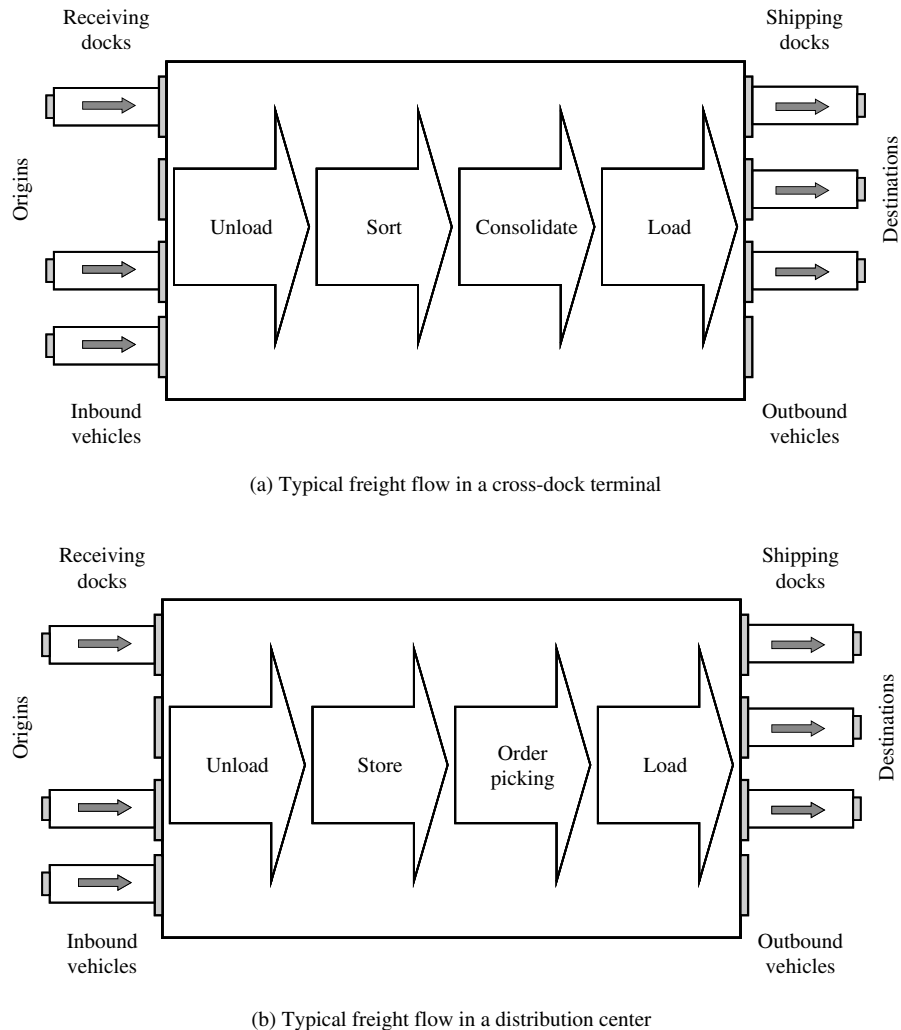 Receiving
docks
Shipping
docks
Origins
Unload
Sort
Consolidate
Load
Destinations
Inbound
vehicles
Outbound
vehicles
(a) Typical freight flow in a cross-dock terminal
Receiving
docks
Shipping
docks
Origins
Unload
Store
Order
picking
Load
Destinations
Inbound
vehicles
Outbound
vehicles
(b) Typical freight flow in a distribution center